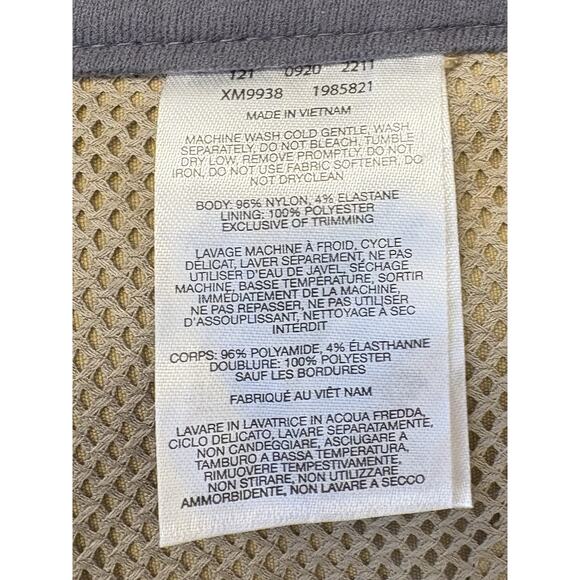 121 0920 2211
XM9938 1985821
MADE IN VIETNAM
MACHINE WASH COLD GENTLE, WASH
SEPARATELY, DO NOT BLEACH, TUMBLE
DRY LOW, REMOVE PROMPTLY, DO NOT
IRON, DO NOT USE FABRIC SOFTENER, DO
NOT DRYCLEAN
BODY: 96% NYLON, 4% ELASTANE
LINING: 100% POLYESTER
EXCLUSIVE OF TRIMMING
LAVAGE MACHINE À FROID, CYCLE
DÉLICAT, LAVER SEPAREMENT, NE PAS
UTILISER D'EAU DE JAVEL, SÉCHAGE
MACHINE, BASSE TEMPÉRATURE, SORTIR
IMMÉDIATEMENT DE LA MACHINE,
NE PAS REPASSER, NE PAS UTILISER
D'ASSOUPLISSANT, NETTOYAGE A SEC
INTERDIT
CORPS: 96% POLYAMIDE, 4% ÉLASTHANNE
DOUBLURE: 100% POLYESTER
SAUF LES BORDURES
FABRIQUÉ AU VIÊT NAM
LAVARE IN LAVATRICE IN ACQUA FREDDA,
CICLO DELICATO, LAVARE SEPARATAMENTE,
NON CANDEGGIARE, ASCIUGARE A
TAMBURO A BASSA TEMPERATURA,
RIMUOVERE TEMPESTIVAMENTE,
NON STIRARE, NON UTILIZZARE
AMMORBIDENTE, NON LAVARE A SECCO